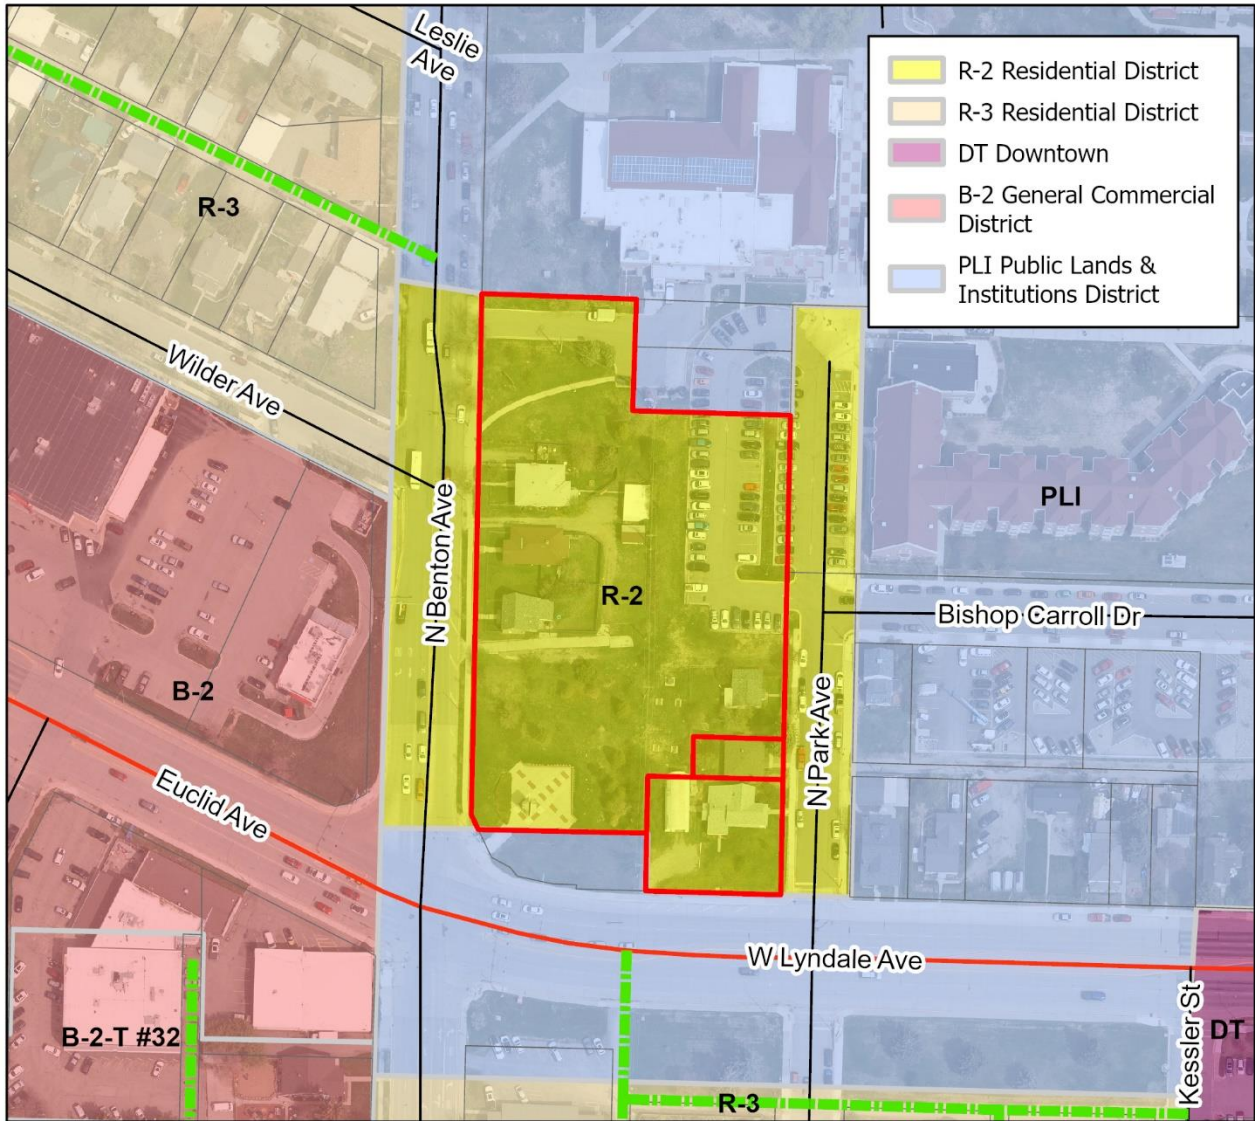 Leslie
Ave
R-2 Residential District
R-3 Residential District
DT Downtown
B-2 General Commercial
District
PLI Public Lands &
Institutions District
R-3
Wilder Ave
N Benton Ave
PLI
R-2
Bishop Carroll Dr
B-2
N Park Ave
Euclid Ave
W Lyndale Ave
B-2-T #32
Kessler St
DT
R-3